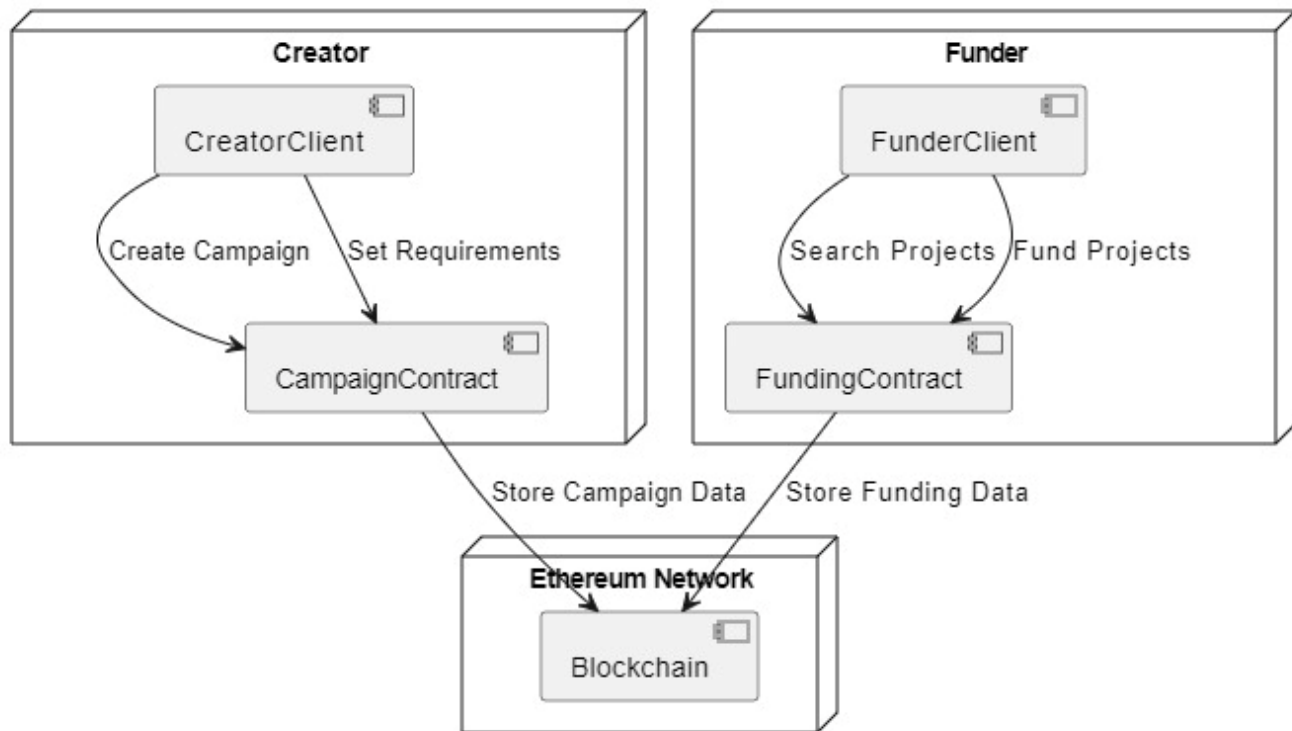 Creator
Funder
CreatorClient
FunderClient
Create Campaign
Set Requirements
Search Projects
Fund Projects
CampaignContract
FundingContract
Store Campaign Data
Store Funding Data
Ethereum Network
Blockchain